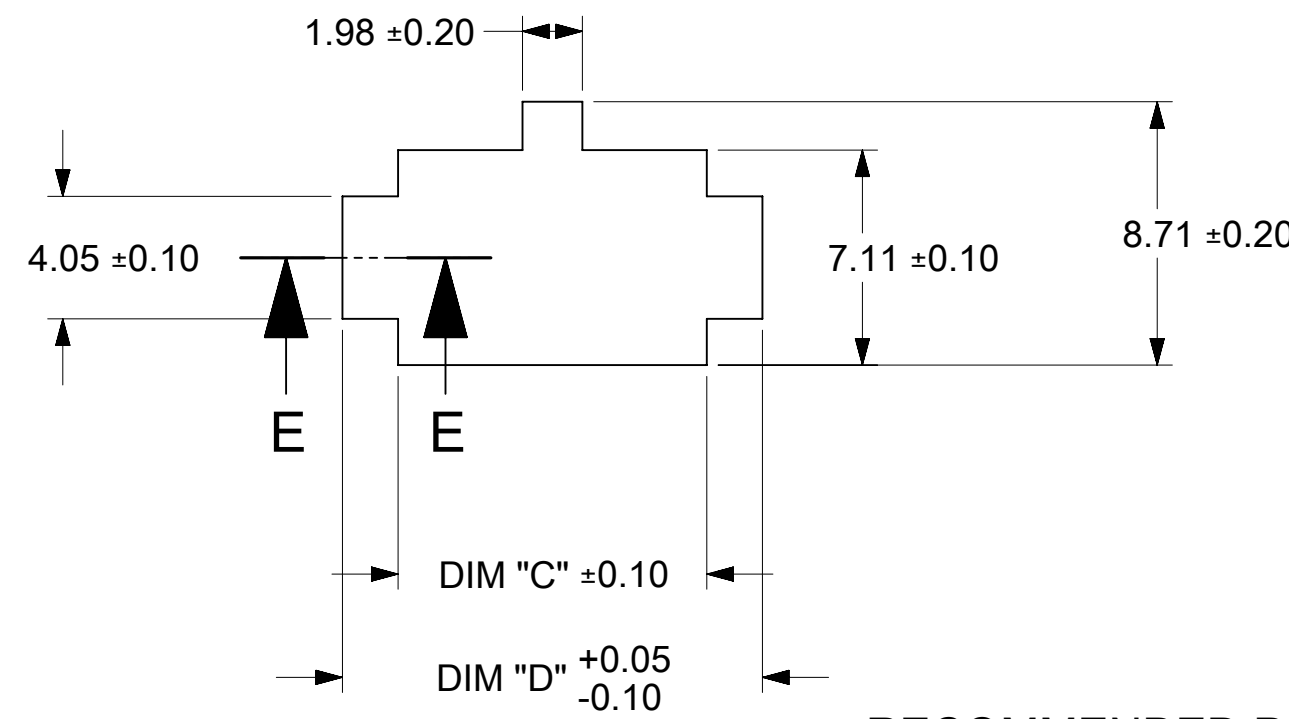 1.98 ±0.20
8.71 ±0.20
4.05 ±0.10
7.11 ±0.10
E
E
DIM "C" ±0.10
DIM "D" +0.05
-0.10